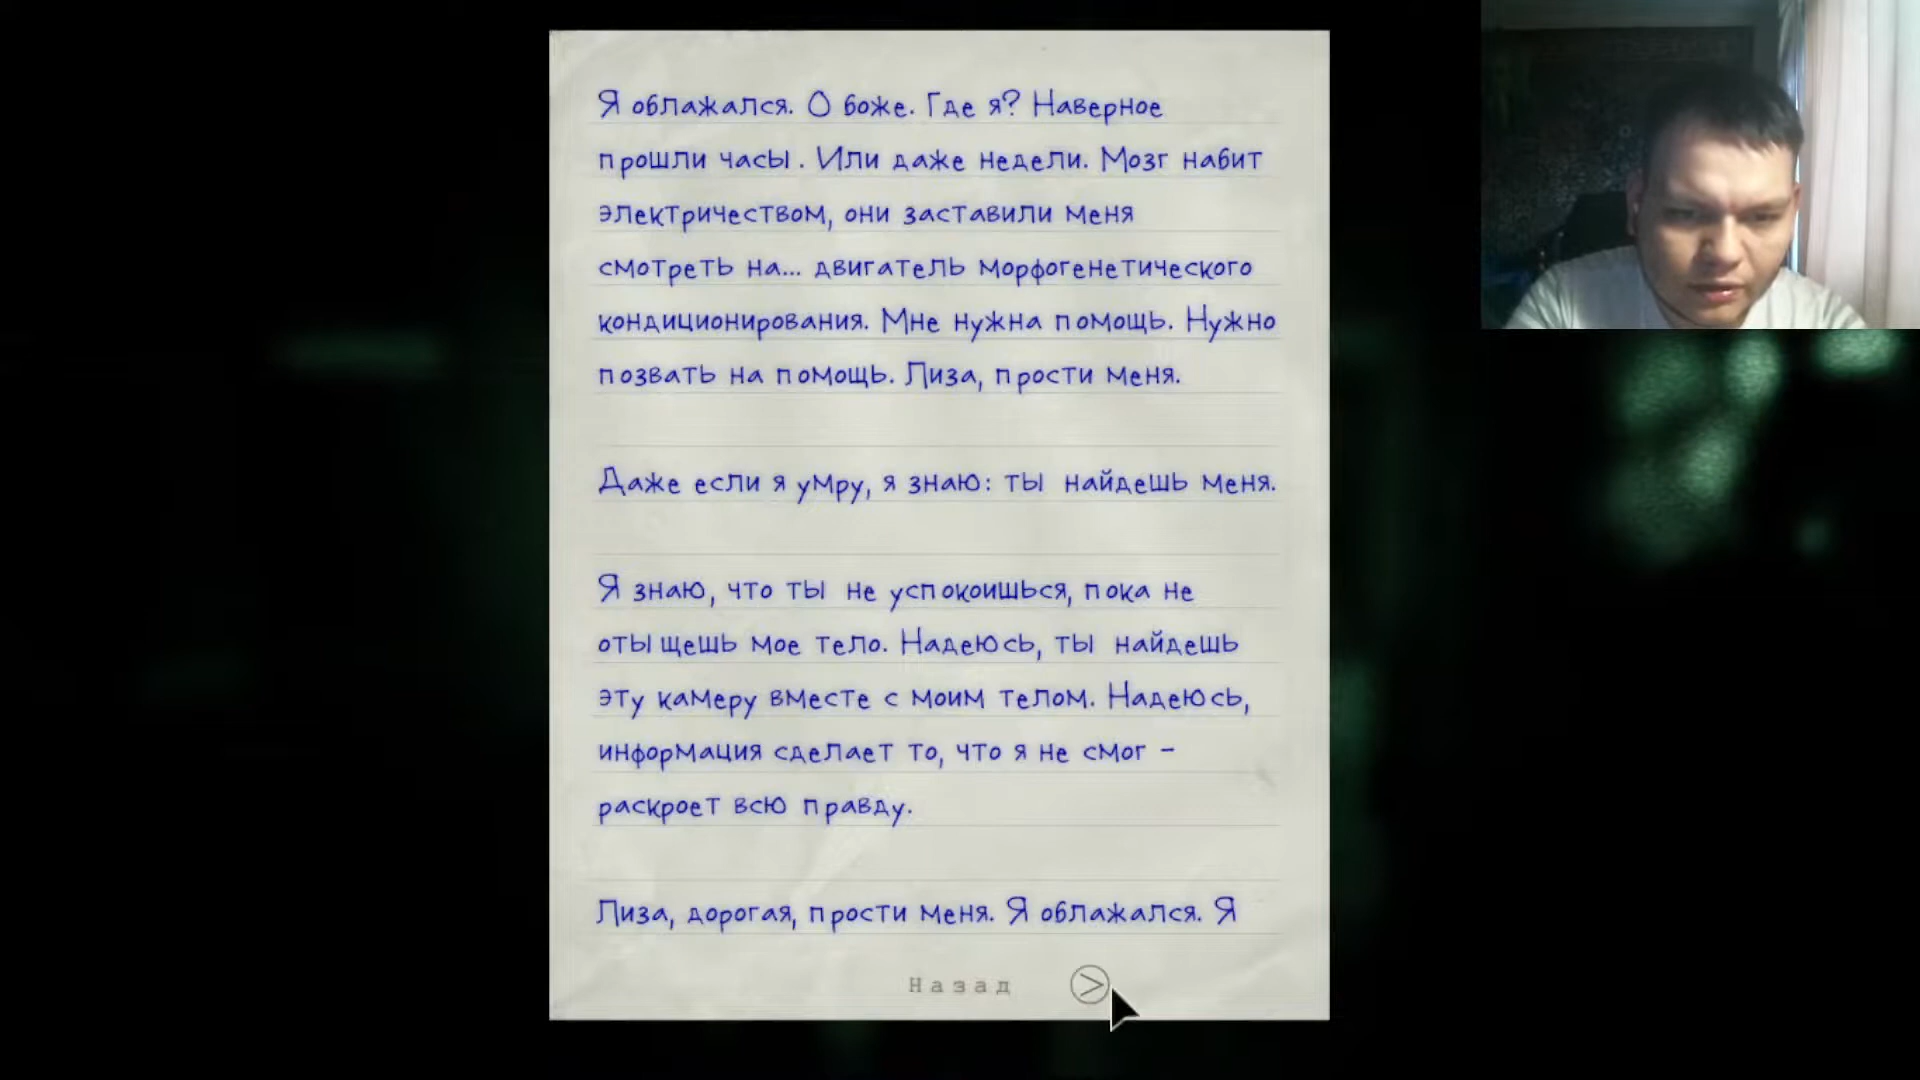 Я облажался. О боже. Где я? Наверное
прошли часы. Или даже недели. Мозг набит
электричеством, они заставили меня
смотреть на... двигатель морфогенетического
кондиционирования. Мне нужна помощь. Нужно
позвать на помощь. Лиза, прости меня.
Даже если я умру, я знаю: ты найдешь меня.
Я знаю, что ты не успокоишься, пока не
отыщешь мое тело. Надеюсь, ты найдешь
эту камеру вместе с моим телом. Надеюсь,
информация сделает то, что я не смог -
раскроет всю правду.
Лиза, дорогая, прости меня. Я облажался. Я
Назад >